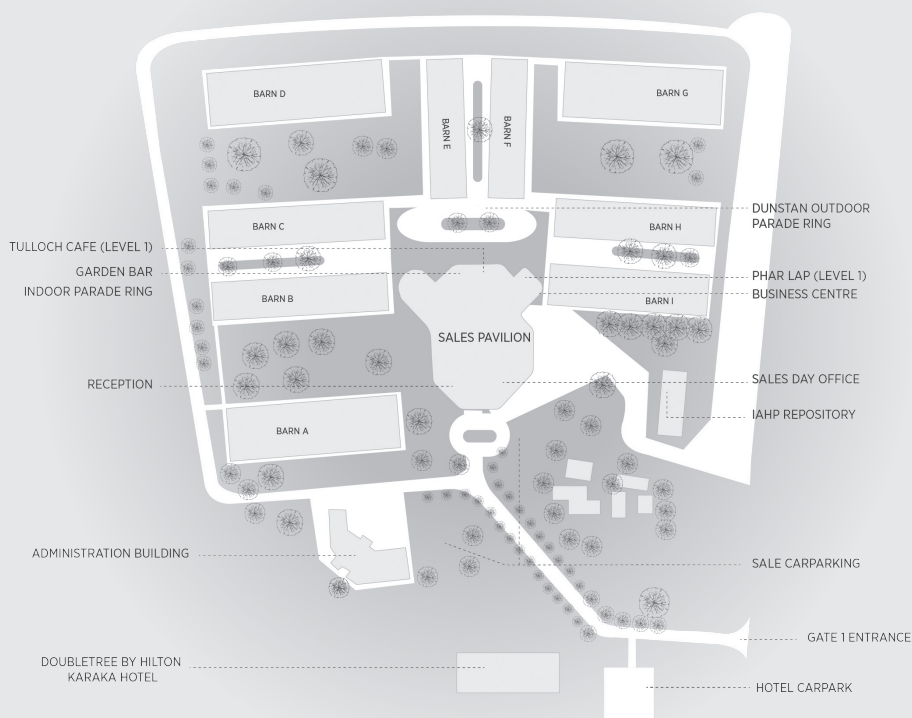 BARN D
BARN E
BARN F
BARN G
BARN C
BARN H
DUNSTAN OUTDOOR
PARADE RING
TULLOCH CAFE (LEVEL 1)
GARDEN BAR
INDOOR PARADE RING
PHAR LAP (LEVEL 1)
BUSINESS CENTRE
BARN B
BARN I
SALES PAVILION
RECEPTION
SALES DAY OFFICE
IAHP REPOSITORY
BARN A
ADMINISTRATION BUILDING
SALE CARPARKING
GATE 1 ENTRANCE
DOUBLETREE BY HILTON
KARAKA HOTEL
HOTEL CARPARK